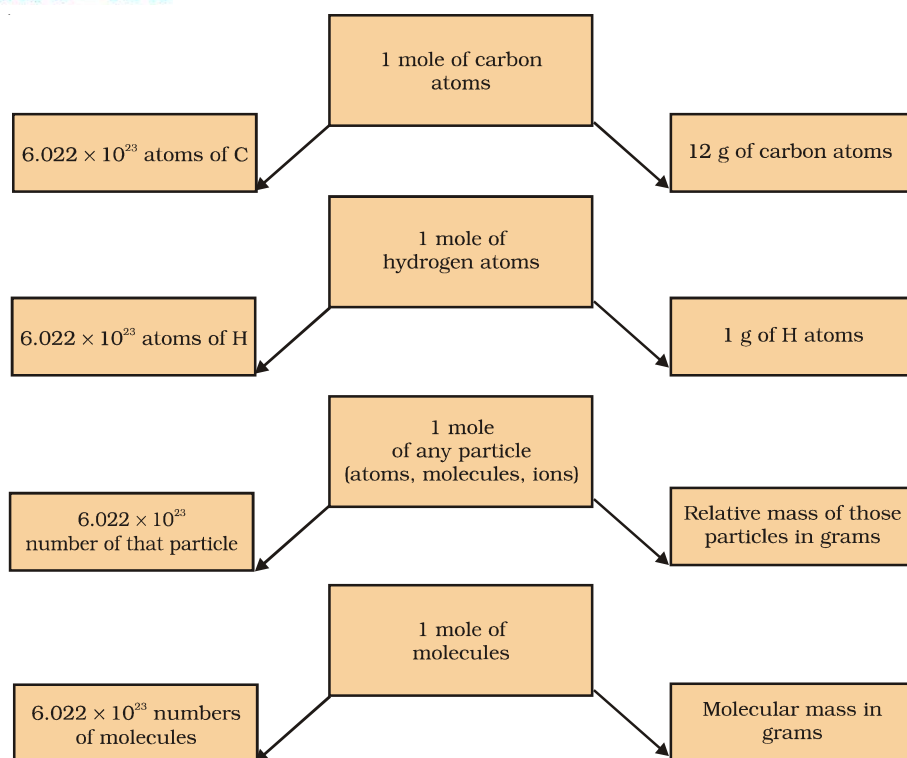 1 mole of carbon
atoms
6.022 × 10²³ atoms of C
12 g of carbon atoms
1 mole of
hydrogen atoms
6.022 × 10²³ atoms of H
1 g of H atoms
1 mole
of any particle
(atoms, molecules, ions)
6.022 × 10²³
number of that particle
Relative mass of those
particles in grams
1 mole of
molecules
6.022 × 10²³ numbers
of molecules
Molecular mass in
grams